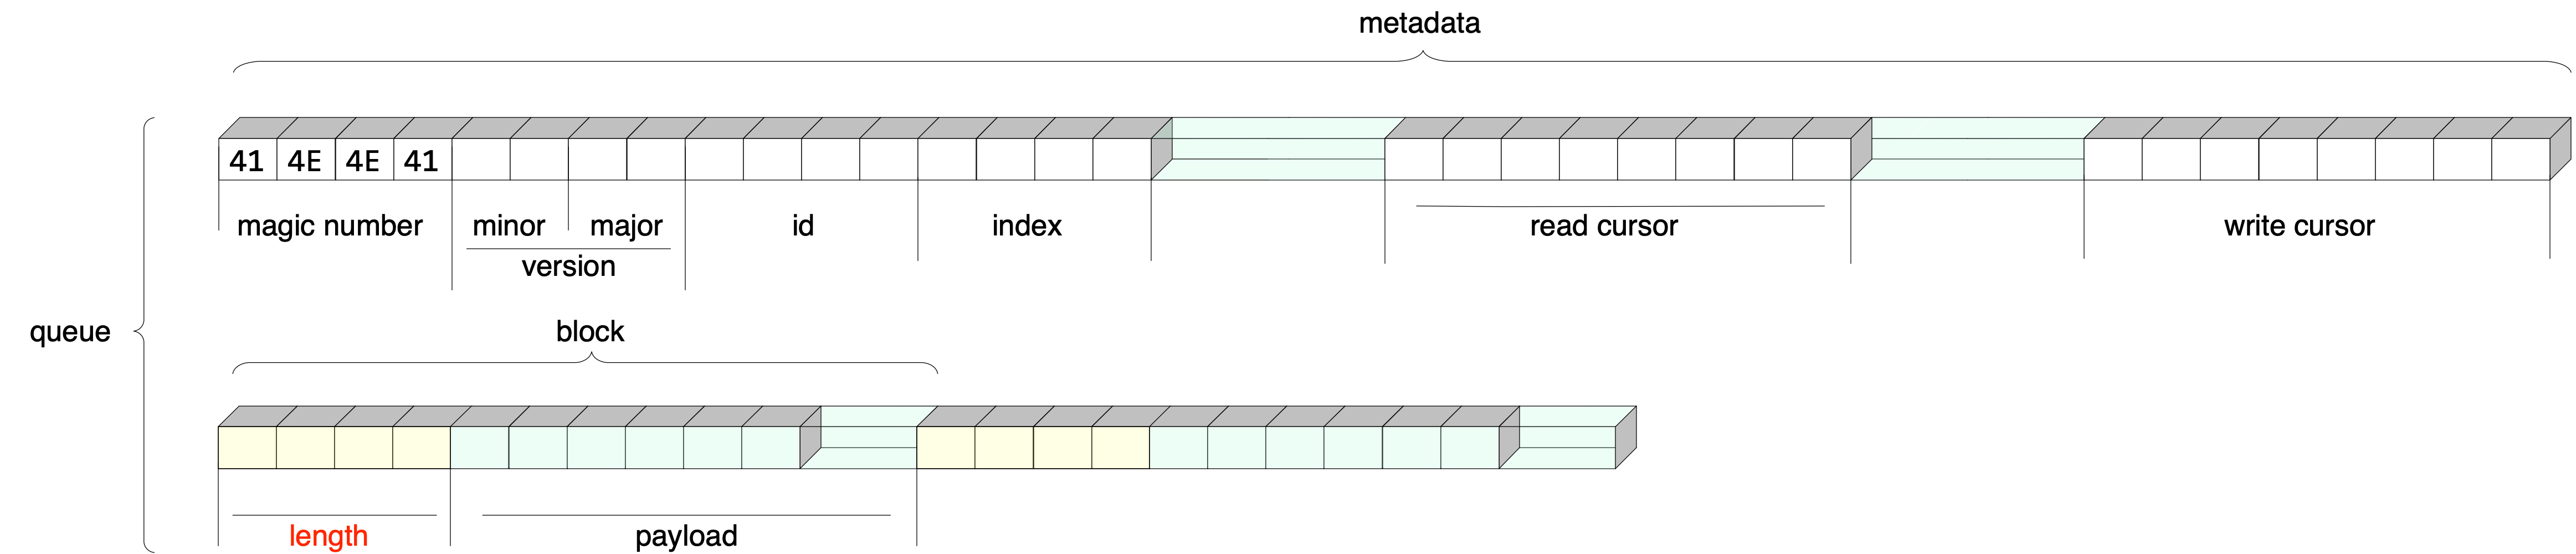 metadata
41 4E 4E 41
magic number minor major id index read cursor write cursor
version
queue
block
length payload